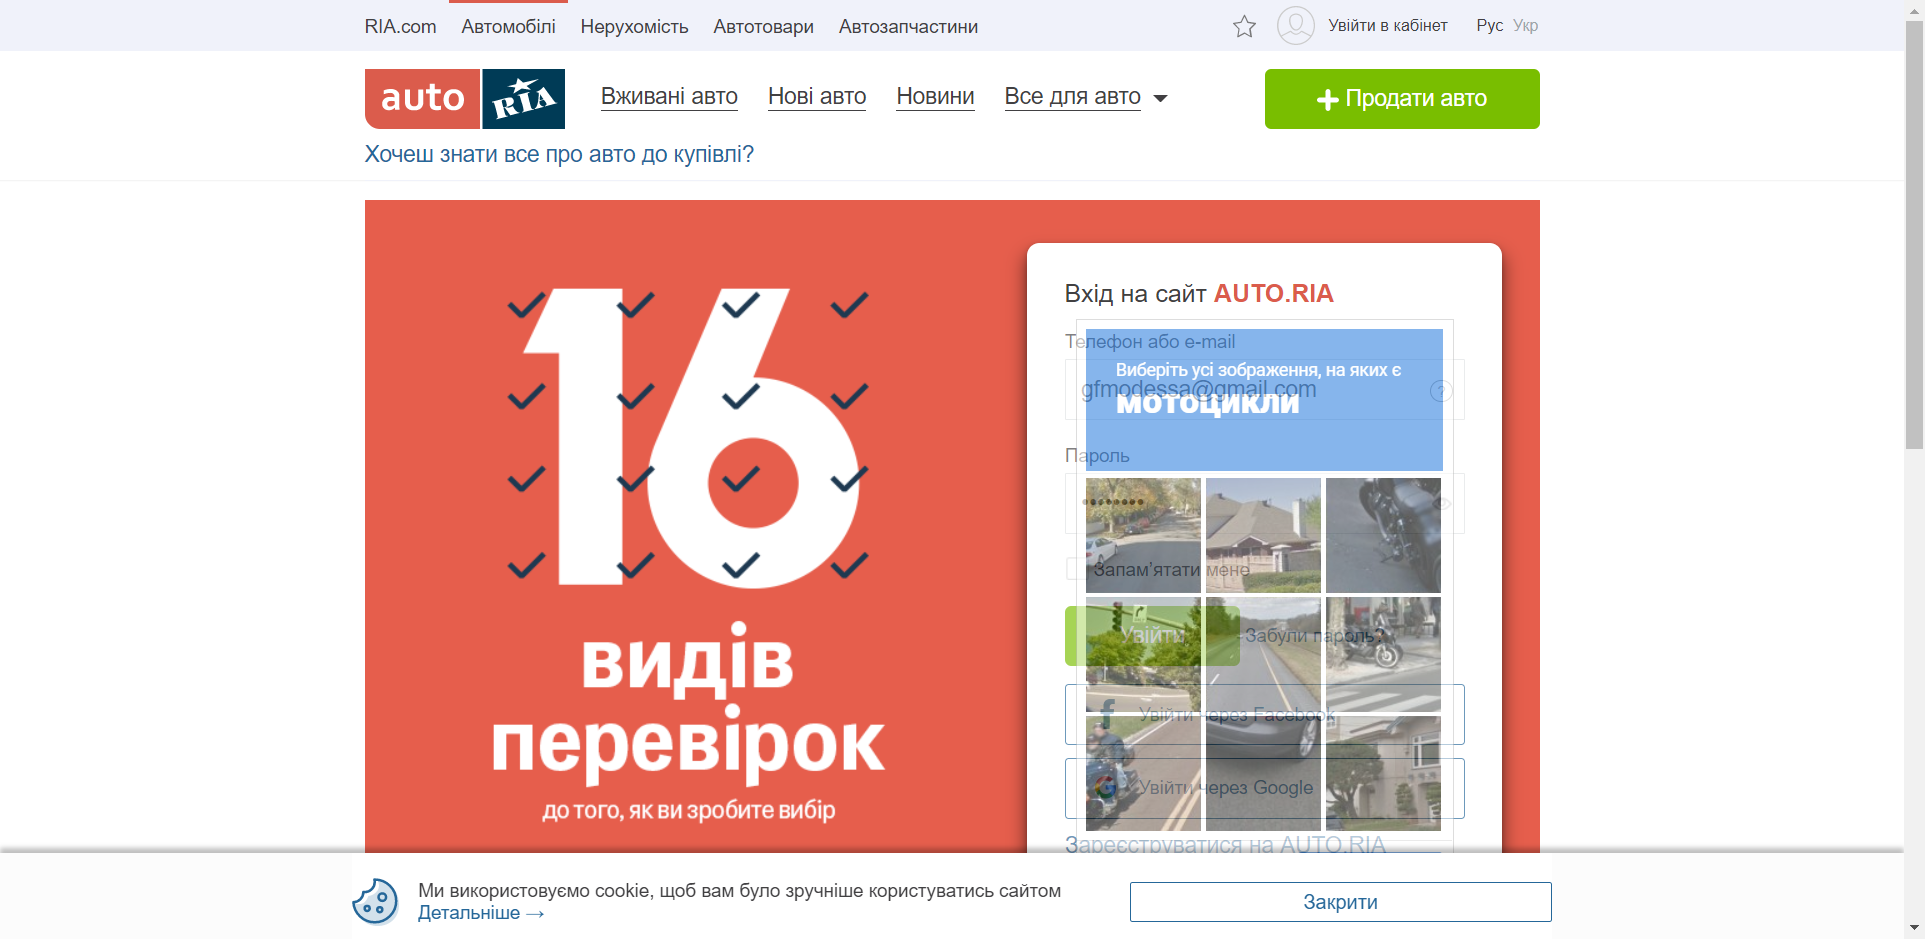 RIA.com Автомобілі Нерухомість Автотовари Автозапчастини Увійти в кабінет Рус Укр
auto RIA Вживані авто Нові авто Новини Все для авто Продати авто
Хочеш знати все про авто до купівлі?
16
видів
перевірок
до того, як ви зробите вибір
Вхід на сайт AUTO.RIA
Телефон або e-mail
Виберіть усі зображення, на яких є
gfmodessa@gmail.com
мотоцикли
Пароль
Запам'ятати мене
Увійти Забули пароль?
Увійти через Facebook
Увійти через Google
Зареєструватися на AUTO.RIA
Ми використовуємо cookie, щоб вам було зручніше користуватись сайтом
Детальніше →
Закрити